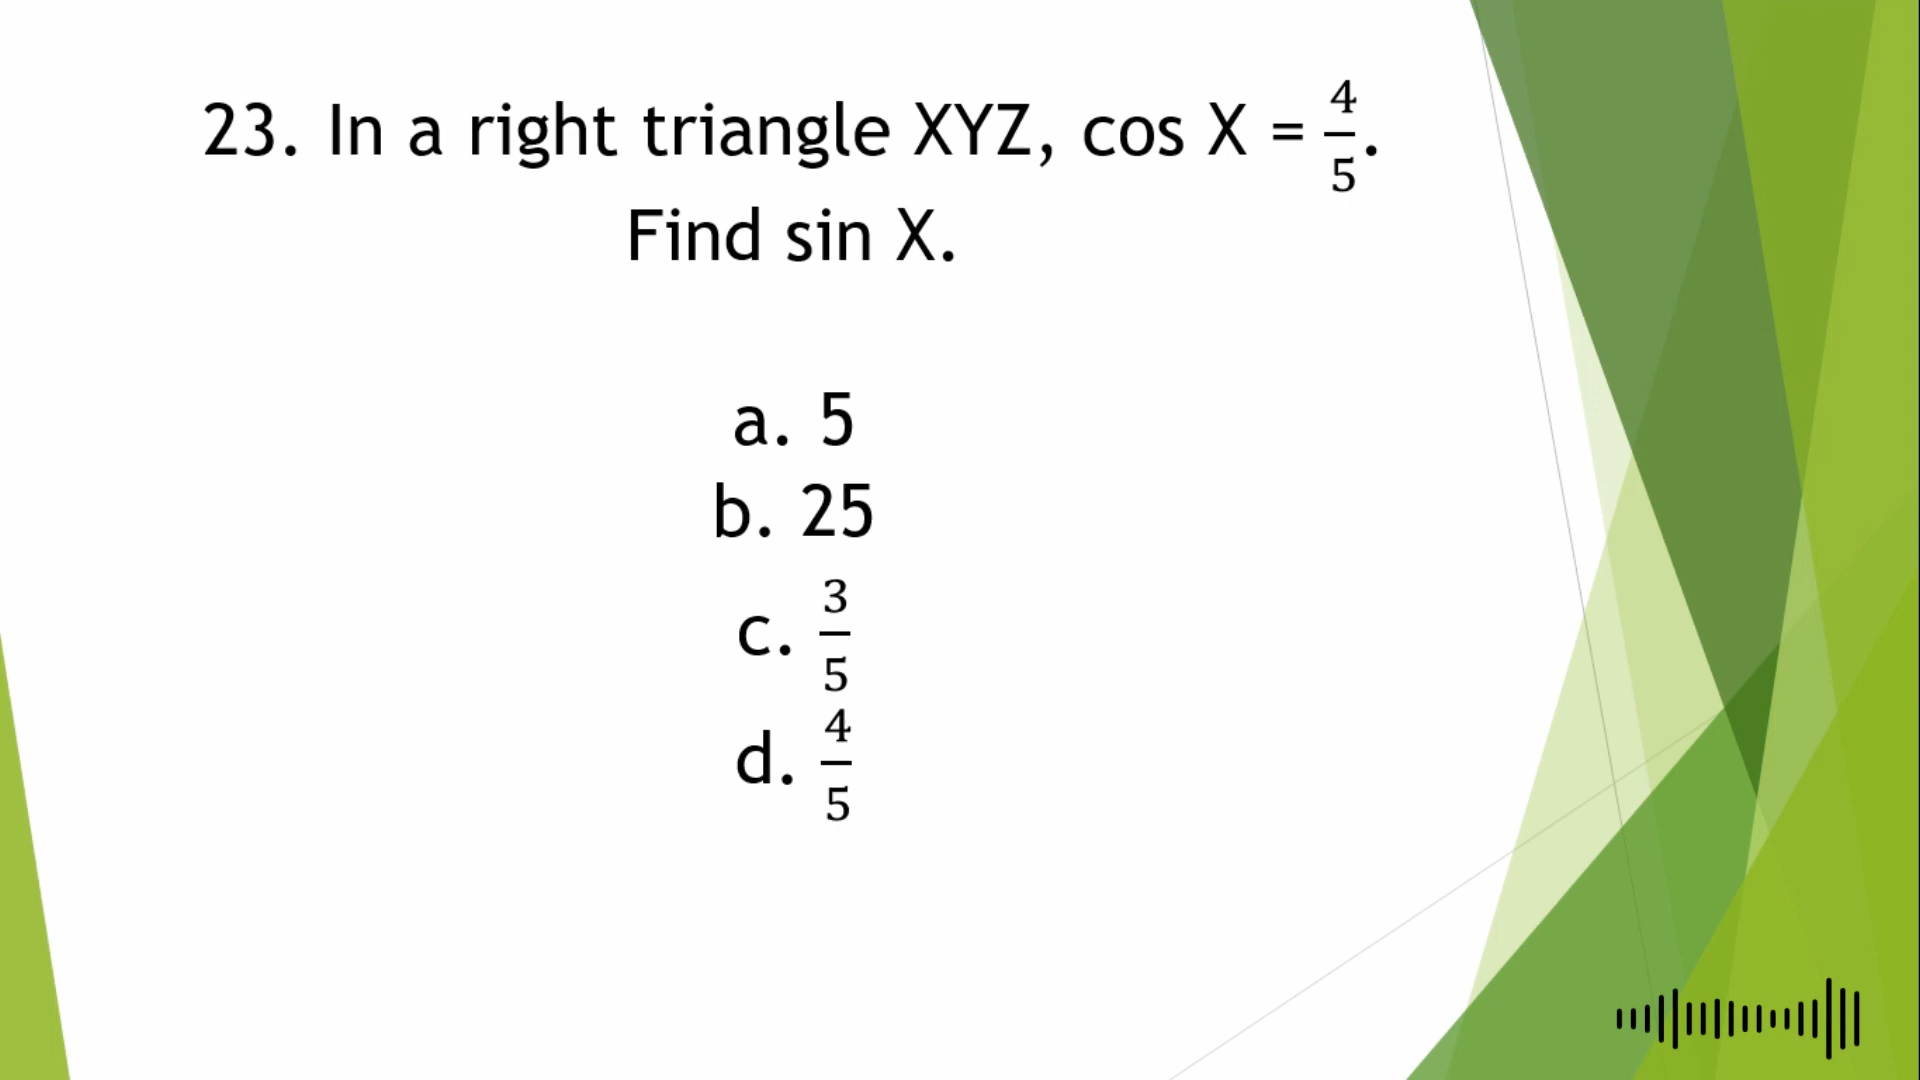 23. In a right triangle XYZ, cos X = 4/5.
Find sin X.
a. 5
b. 25
c. 3/5
d. 4/5